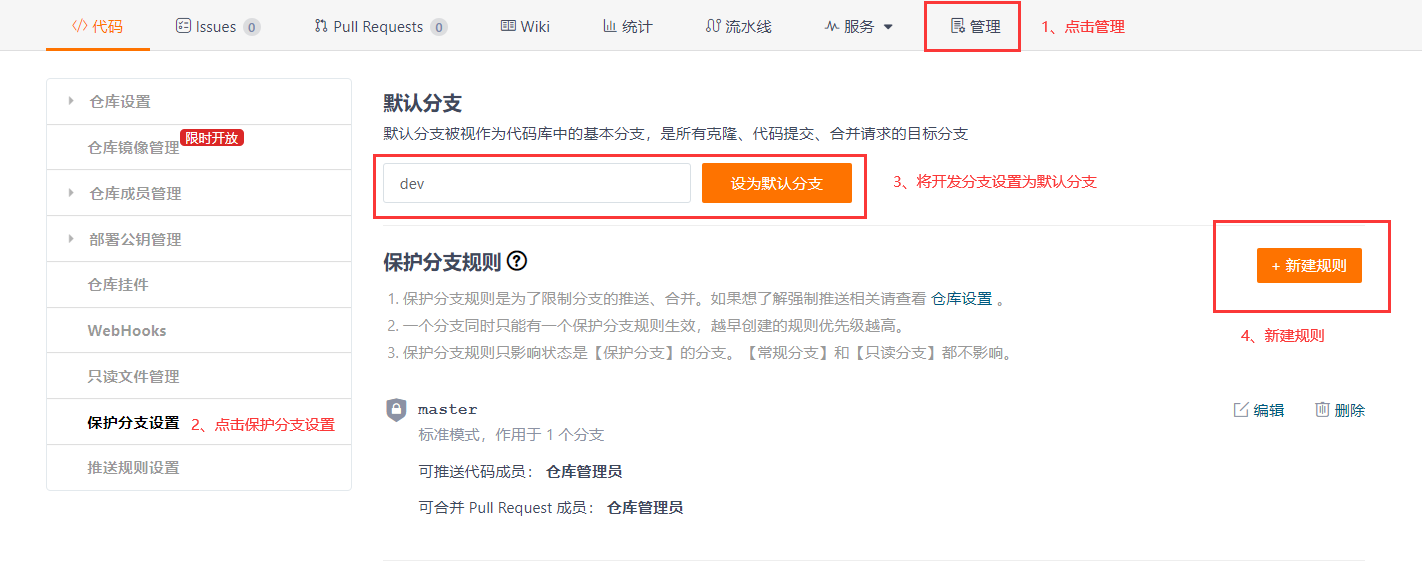 代码 Issues 0 Pull Requests 0 Wiki 统计 流水线 服务 管理 1、点击管理
仓库设置
仓库镜像管理 限时开放
仓库成员管理
部署公钥管理
仓库挂件
WebHooks
只读文件管理
保护分支设置 2、点击保护分支设置
推送规则设置
默认分支
默认分支被视作为代码库中的基本分支，是所有克隆、代码提交、合并请求的目标分支
dev 设为默认分支 3、将开发分支设置为默认分支
保护分支规则 ?
+ 新建规则
4、新建规则
1. 保护分支规则是为了限制分支的推送、合并。如果想了解强制推送相关请查看 仓库设置 。
2. 一个分支同时只能有一个保护分支规则生效，越早创建的规则优先级越高。
3. 保护分支规则只影响状态是【保护分支】的分支。【常规分支】和【只读分支】都不影响。
master 编辑 删除
标准模式，作用于 1 个分支
可推送代码成员： 仓库管理员
可合并 Pull Request 成员： 仓库管理员